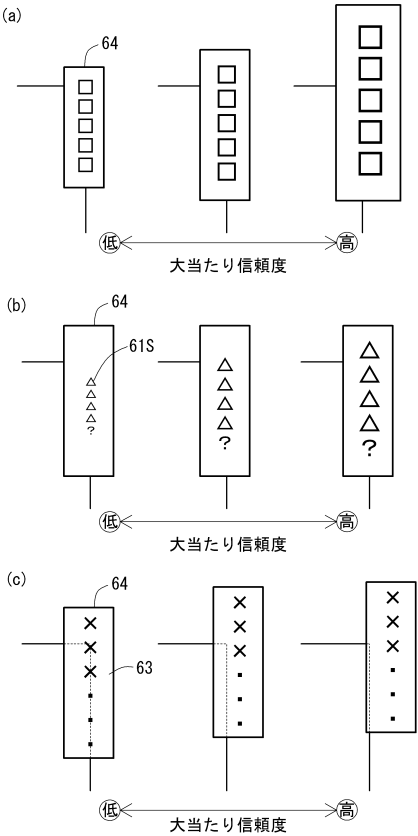 (a)
64
□ □ □
□ □ □
□ □ □
□ □ □
□ □ □
低 高
大当たり信頼度
(b)
64
61S
△ △ △
△ △ △
△ △ △
△ △ △
? ? ?
低 高
大当たり信頼度
(c)
64
× × ×
× × ×
× × ×
63
■ ■ ■
■ ■ ■
■ ■ ■
低 高
大当たり信頼度